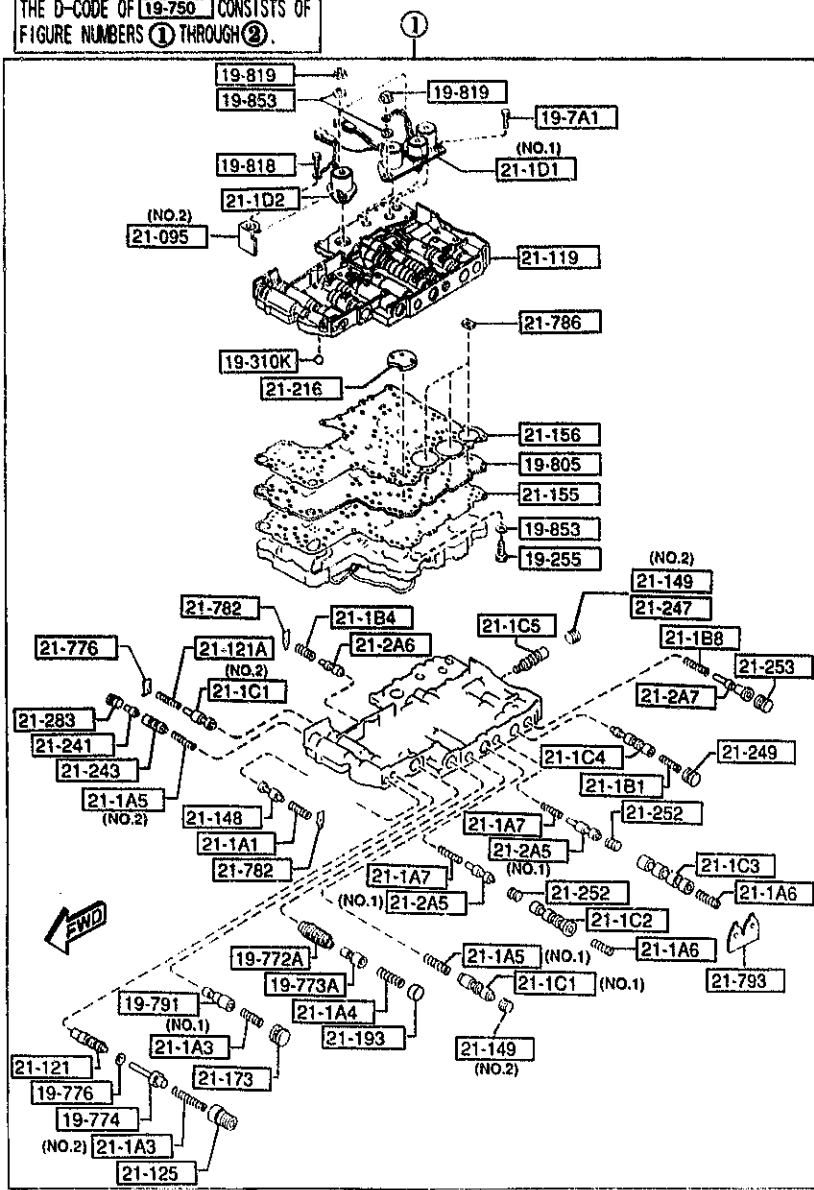 THE D-CODE OF 19-750 CONSISTS OF
FIGURE NUMBERS ① THROUGH ②.
①
19-819
19-853
19-819
19-7A1
19-818
(NO.1)
21-1D1
21-1D2
(NO.2)
21-095
21-119
21-786
19-310K
21-216
21-156
19-805
21-155
19-853
19-255
(NO.2)
21-149
21-247
21-782
21-1B4
21-2A6
21-1C5
21-1B8
21-253
21-2A7
21-776
21-121A
(NO.2)
21-1C1
21-283
21-241
21-243
21-1A5
(NO.2)
21-1C4
21-249
21-1B1
21-148
21-1A1
21-782
21-1A7
21-252
21-2A5
(NO.1)
21-1C3
21-1A6
21-1A7
(NO.1) 21-2A5
21-252
21-1C2
21-1A6
21-793
FWD
19-772A
19-773A
21-1A4
21-193
21-1A5 (NO.1)
21-1C1 (NO.1)
21-149
(NO.2)
19-791
(NO.1)
21-1A3
21-173
21-121
19-776
19-774
(NO.2) 21-1A3
21-125